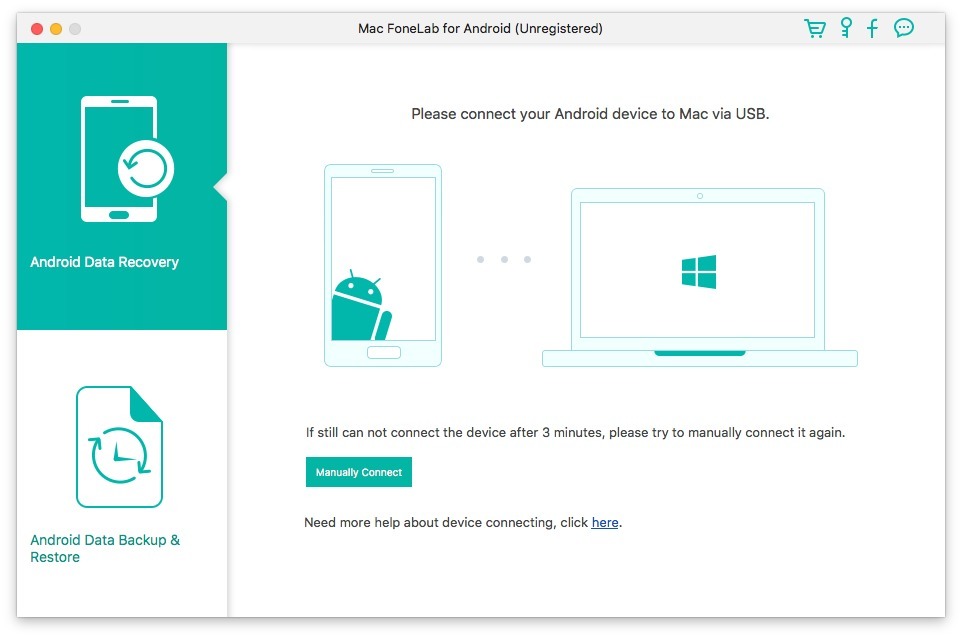 Mac FoneLab for Android (Unregistered)
Android Data Recovery
Android Data Backup &
Restore
Please connect your Android device to Mac via USB.
If still can not connect the device after 3 minutes, please try to manually connect it again.
Manually Connect
Need more help about device connecting, click here.